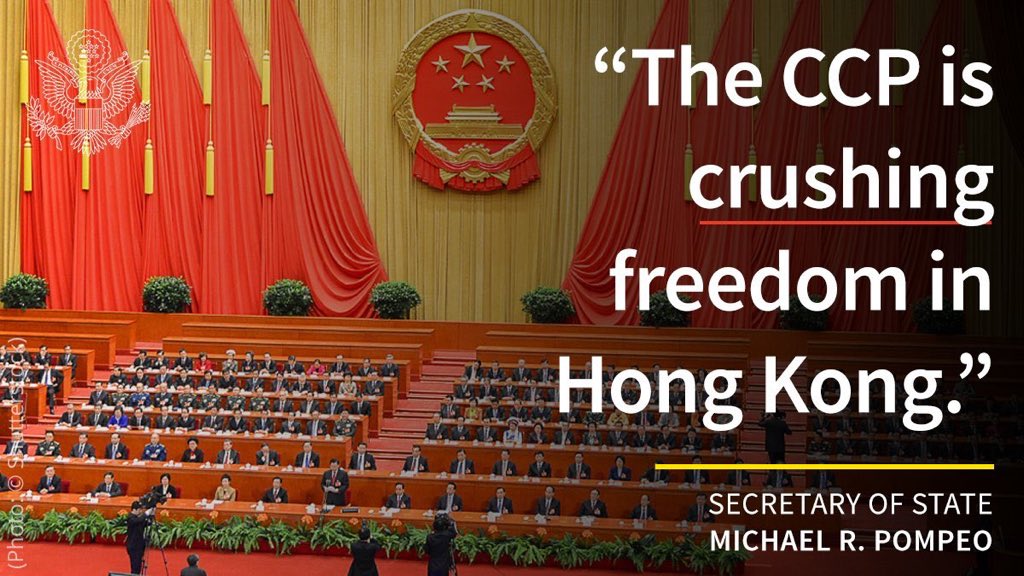 “The CCP is
crushing
freedom in
Hong Kong.”
SECRETARY OF STATE
MICHAEL R. POMPEO
(Photo: © Shutterstock)